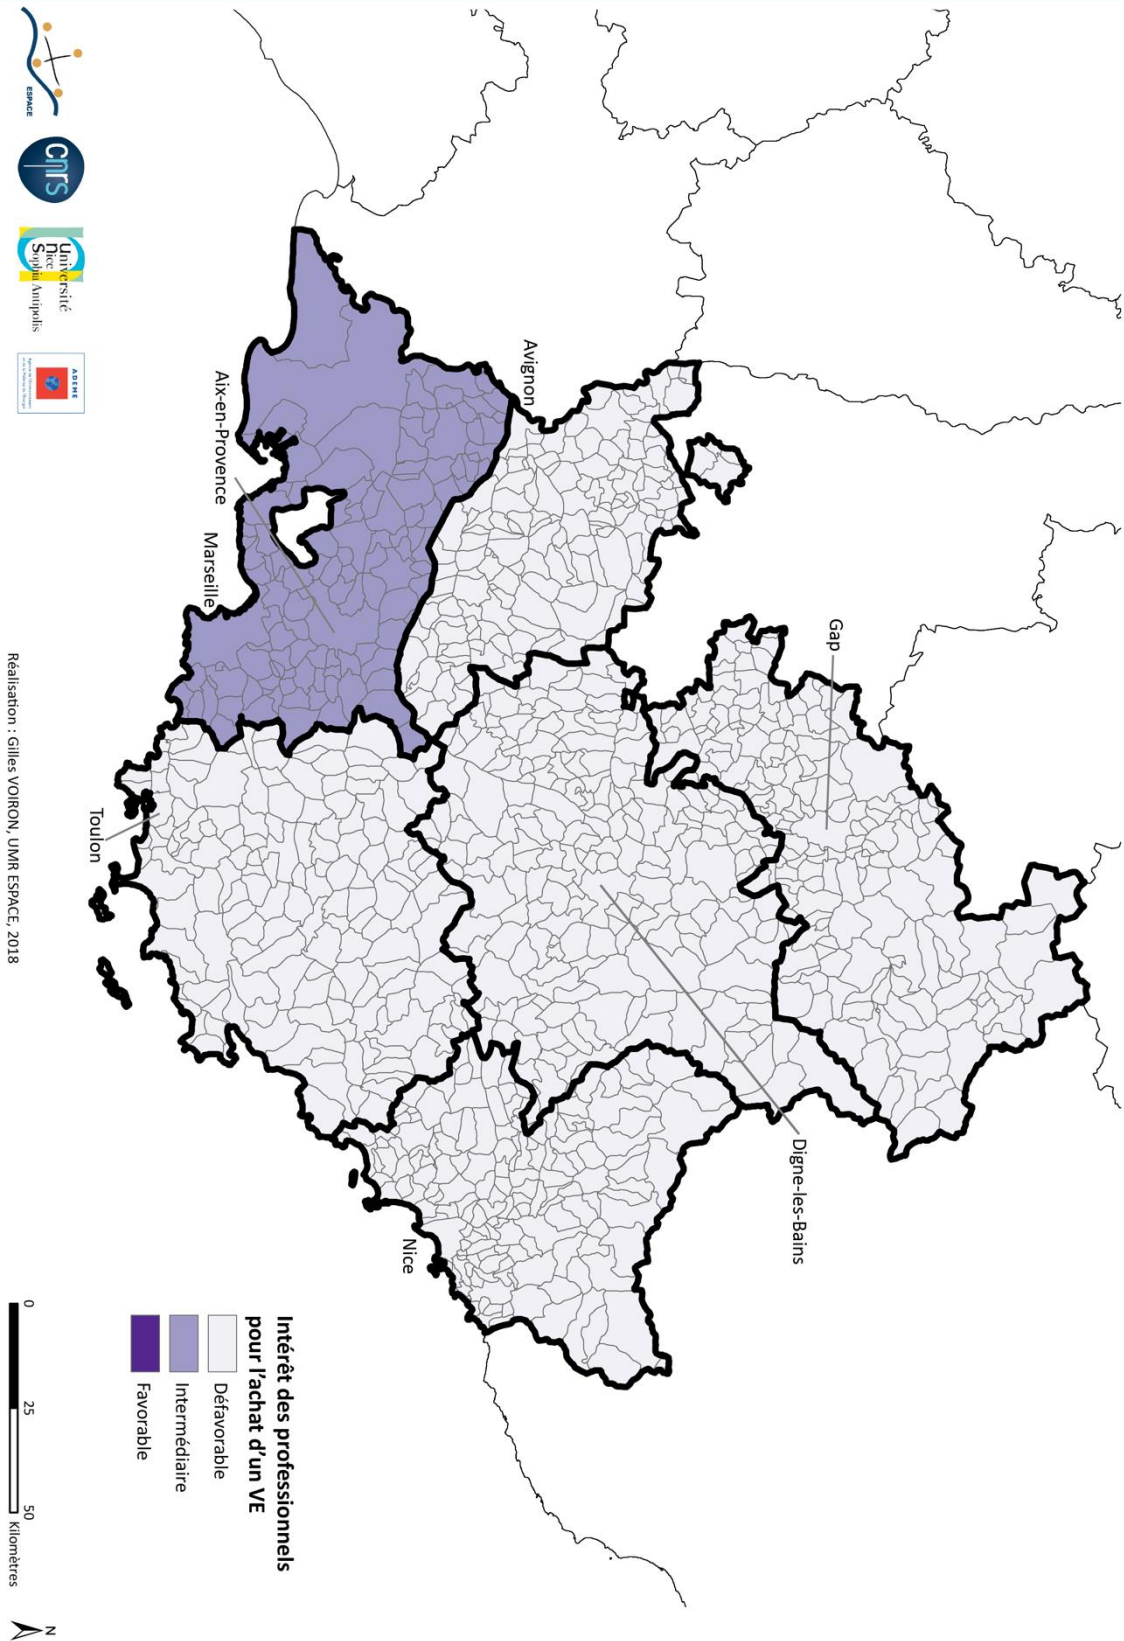 Gap
Avignon
Digne-les-Bains
Aix-en-Provence
Marseille
Toulon
Nice
Intérêt des professionnels
pour l'achat d'un VE
Défavorable
Intermédiaire
Favorable
0 25 50 Kilomètres
N
ESPACE
cnrs
Université
nice
Sophia Antipolis
ADEME
Réalisation : Gilles VOIRON, UMR ESPACE, 2018